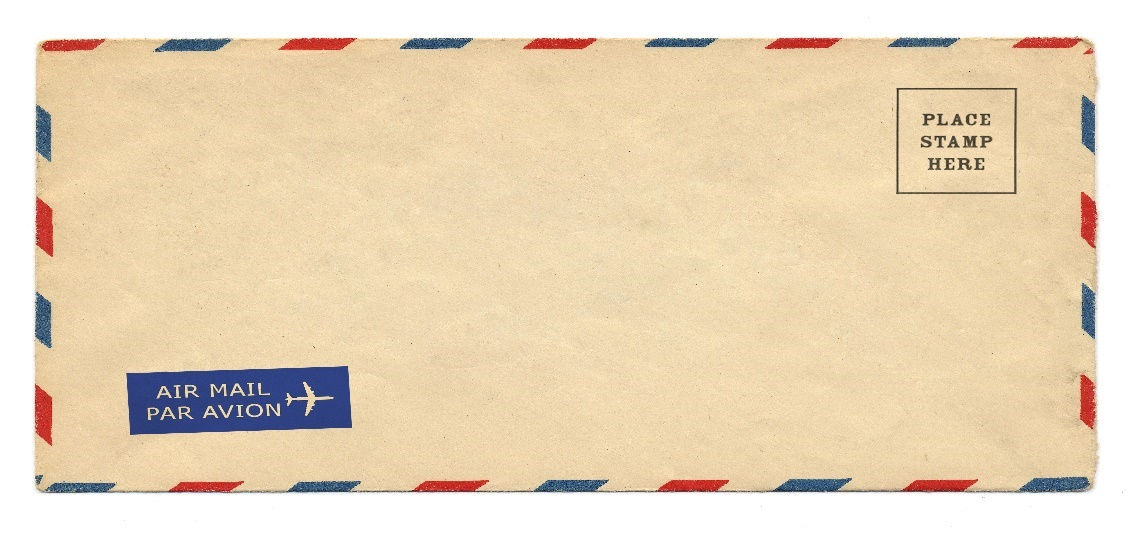 PLACE
STAMP
HERE
AIR MAIL
PAR AVION